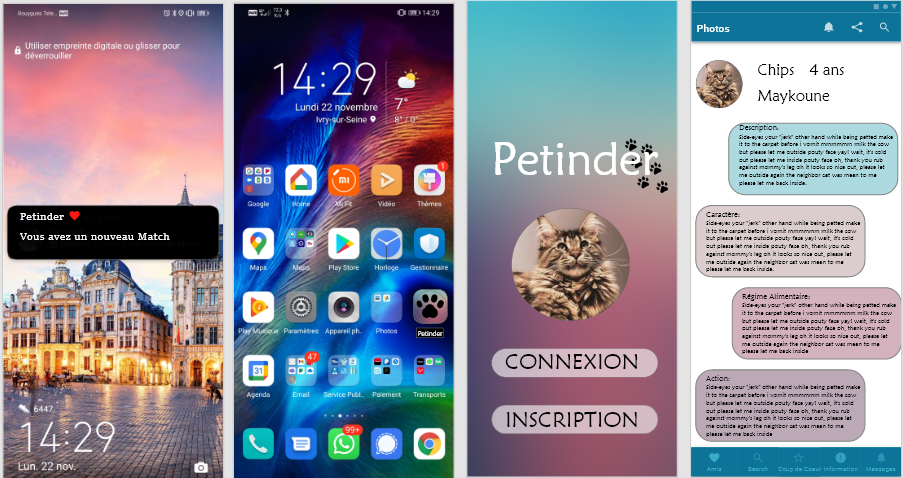 Bouygues Tele...
Utiliser empreinte digitale ou glisser pour
déverrouiller
Petinder
Vous avez un nouveau Match
6447
14:29
Lun. 22 nov.
14:29
14:29
Lundi 22 novembre
Ivry-sur-Seine
7°
8° / 0°
Google
Home
Mi Fit
Vidéo
Thèmes
1
Maps
Meñs
Play Store
Horloge
Gestionnaire
Play Musique
Paramètres
Appareil ph..
Photos
Petinder
31
47
Agenda
Email
Service Publ..
Paiement
Transports
99+
Petinder
CONNEXION
INSCRIPTION
Photos
Chips 4 ans
Maykoune
Description:
Side-eyes your "jerk" other hand while being petted make
it to the carpet before i vomit mmmmmm milk the cow
but please let me outside pouty face yay! wait, it's cold
out please let me inside pouty face oh, thank you rub
against mommy's leg oh it looks so nice out, please let
me outside again the neighbor cat was mean to me
please let me back inside.
Caractère:
Side-eyes your "jerk" other hand while being petted make
it to the carpet before i vomit mmmmmm milk the cow
but please let me outside pouty face yay! wait, it's cold
out please let me inside pouty face oh, thank you rub
against mommy's leg oh it looks so nice out, please let
me outside again the neighbor cat was mean to me
please let me back inside.
Régime Alimentaire:
Side-eyes your "jerk" other hand while being petted make
it to the carpet before i vomit mmmmmm milk the cow
but please let me outside pouty face yay! wait, it's cold
out please let me inside pouty face oh, thank you rub
against mommy's leg oh it looks so nice out, please let
me outside again the neighbor cat was mean to me
please let me back inside
Action:
Side-eyes your "jerk" other hand while being petted make
it to the carpet before i vomit mmmmmm milk the cow
but please let me outside pouty face yay! wait, it's cold
out please let me inside pouty face oh, thank you rub
against mommy's leg oh it looks so nice out, please let
me outside again the neighbor cat was mean to me
please let me back inside
Amis
Search
Coup de Coeur
Information
Messages